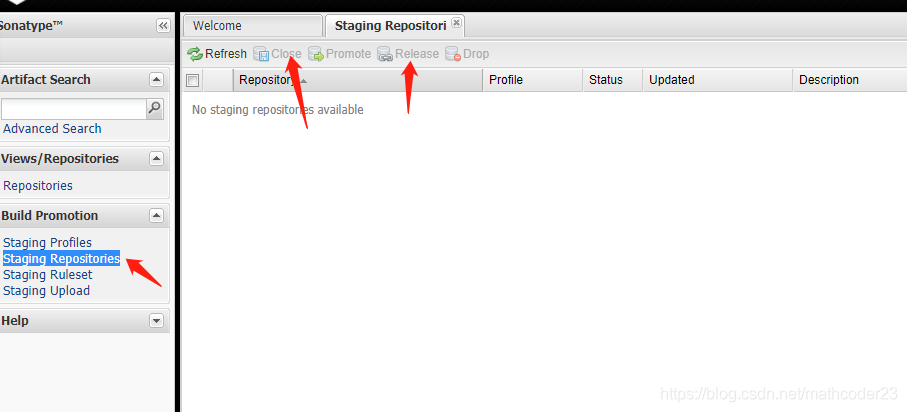 Sonatype™
Welcome
Staging Repositori
Refresh Close Promote Release Drop
Artifact Search
Advanced Search
Views/Repositories
Repositories
Build Promotion
Staging Profiles
Staging Repositories
Staging Ruleset
Staging Upload
Help
Repository Profile Status Updated Description
No staging repositories available
https://blog.csdn.net/mathcoder23